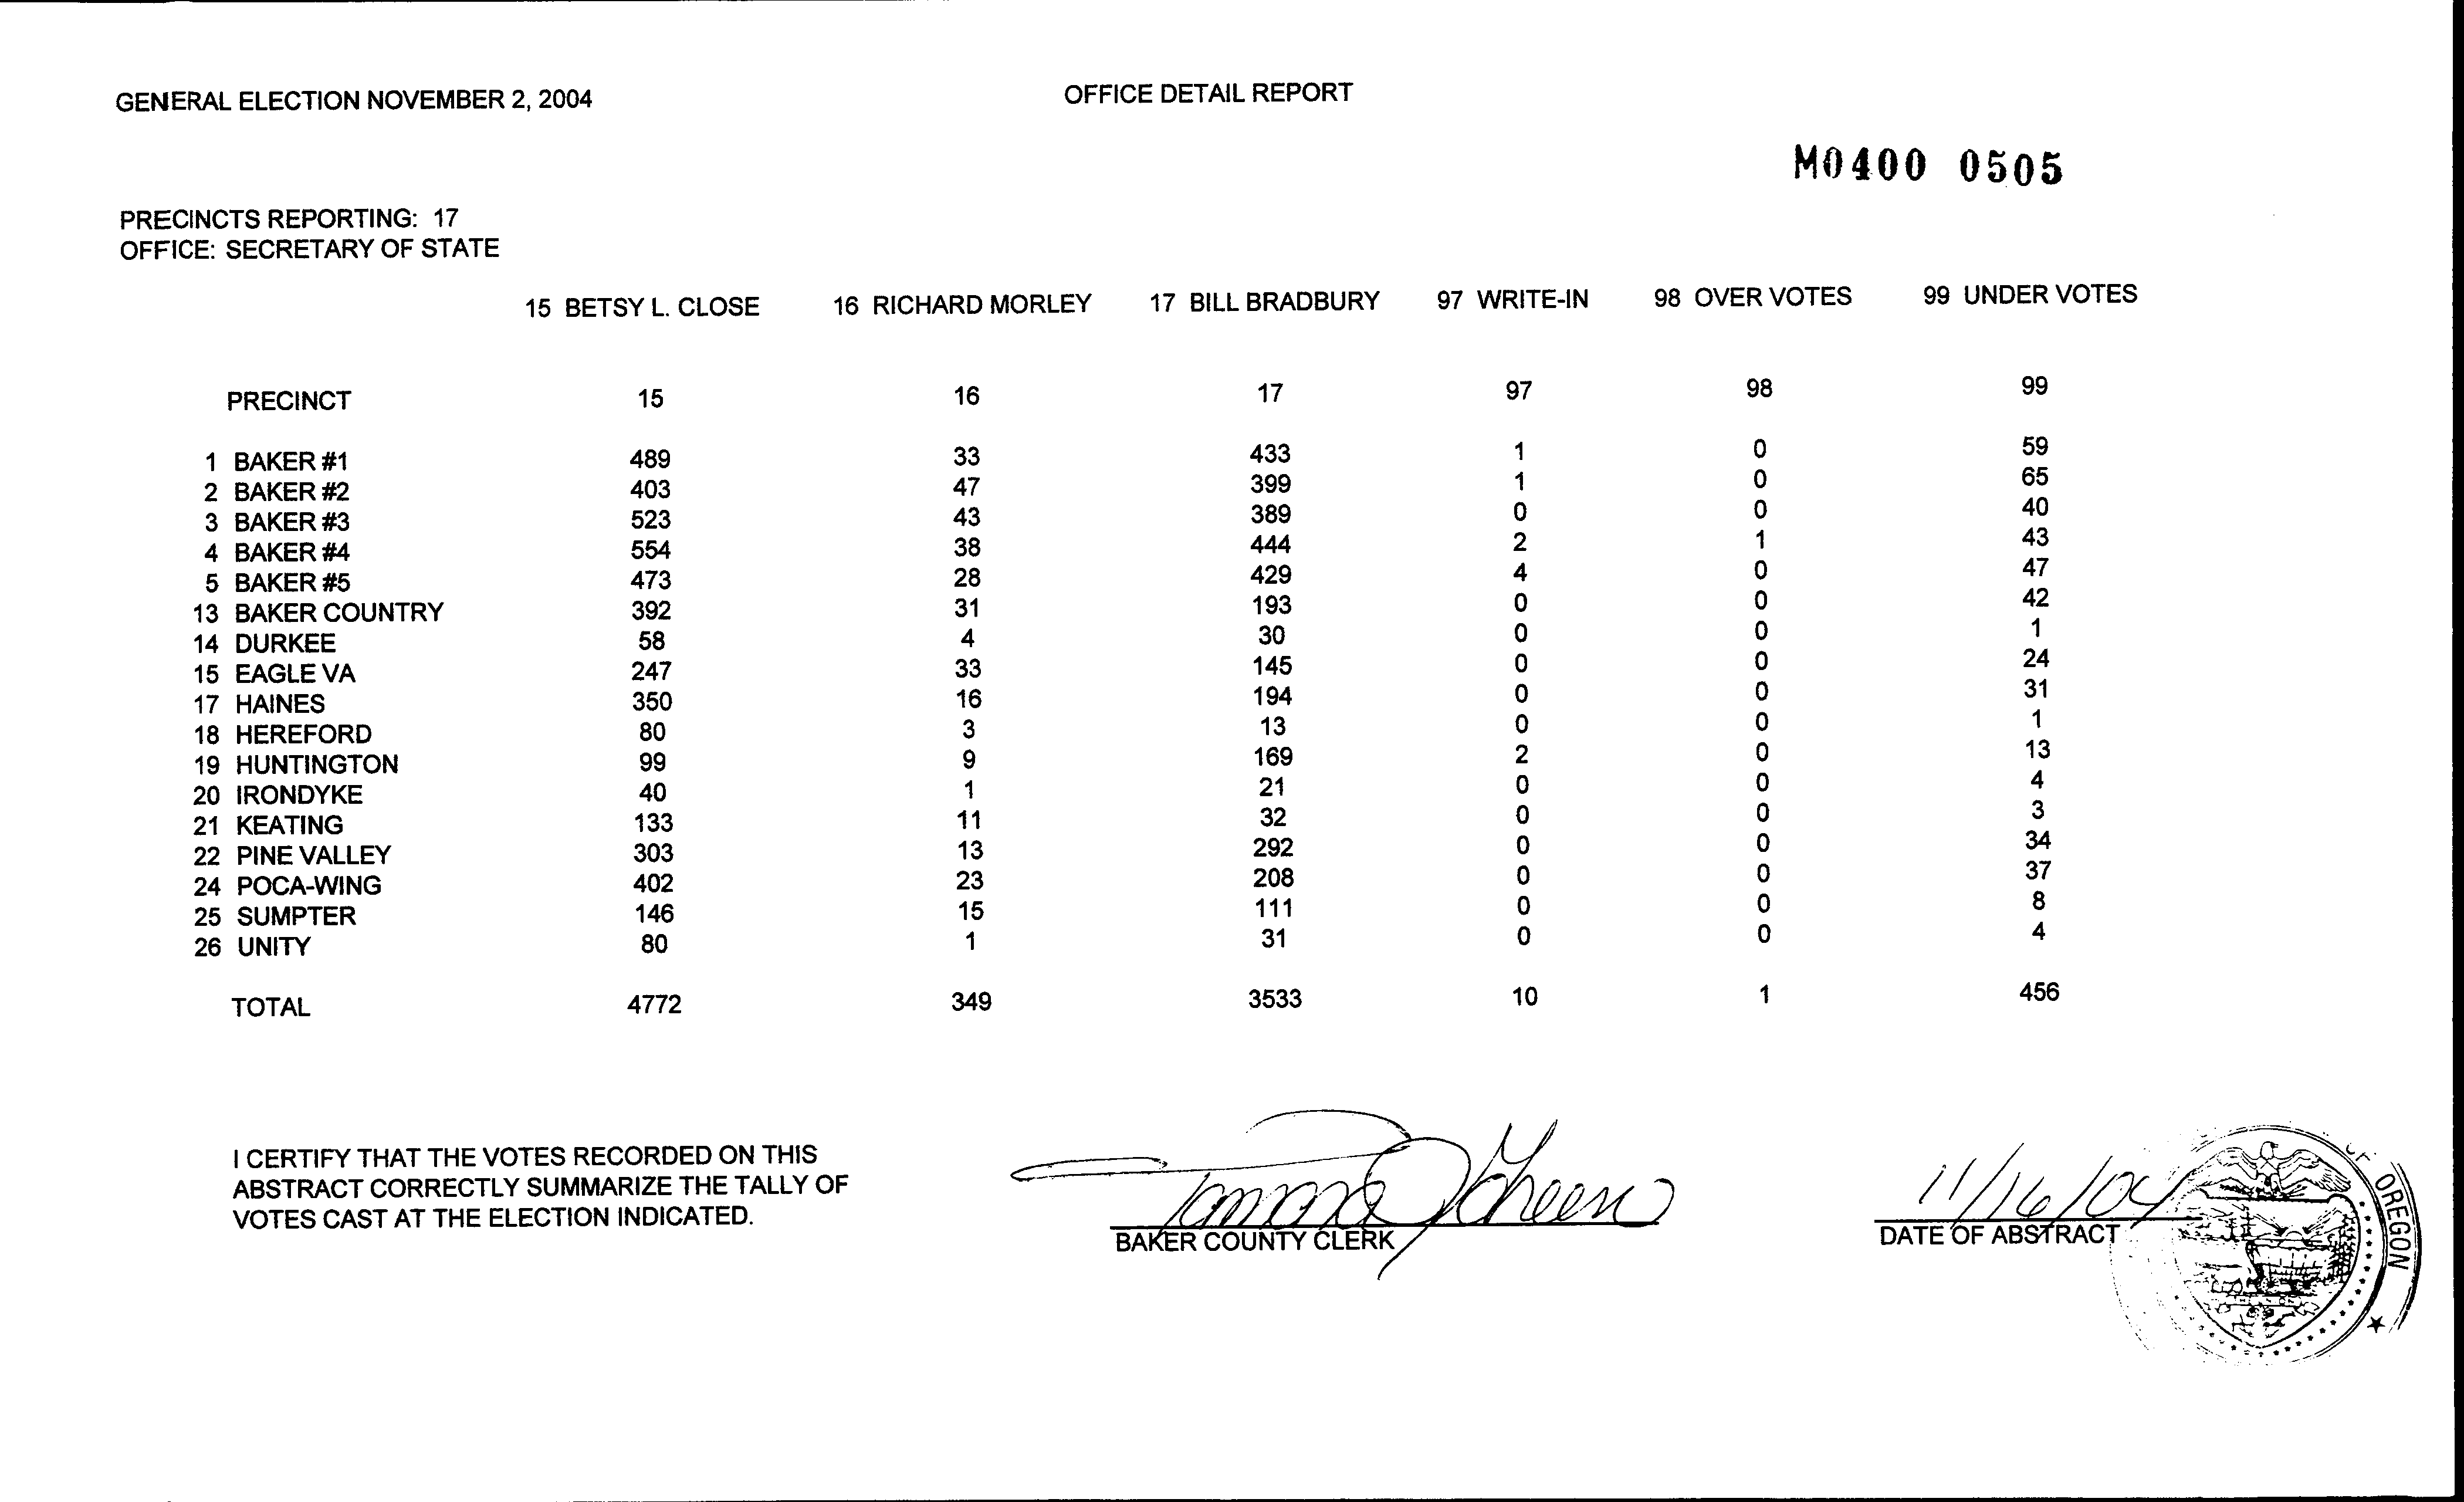 GENERAL ELECTION NOVEMBER 2, 2004 OFFICE DETAIL REPORT
M0400 0505
PRECINCTS REPORTING: 17
OFFICE: SECRETARY OF STATE
15 BETSY L. CLOSE 16 RICHARD MORLEY 17 BILL BRADBURY 97 WRITE-IN 98 OVER VOTES 99 UNDER VOTES
PRECINCT 15 16 17 97 98 99
1 BAKER #1 489 33 433 1 0 59
2 BAKER #2 403 47 399 1 0 65
3 BAKER #3 523 43 389 0 0 40
4 BAKER #4 554 38 444 2 1 43
5 BAKER #5 473 28 429 4 0 47
13 BAKER COUNTRY 392 31 193 0 0 42
14 DURKEE 58 4 30 0 0 1
15 EAGLE VA 247 33 145 0 0 24
17 HAINES 350 16 194 0 0 31
18 HEREFORD 80 3 13 0 0 1
19 HUNTINGTON 99 9 169 2 0 13
20 IRONDYKE 40 1 21 0 0 4
21 KEATING 133 11 32 0 0 3
22 PINE VALLEY 303 13 292 0 0 34
24 POCA-WING 402 23 208 0 0 37
25 SUMPTER 146 15 111 0 0 8
26 UNITY 80 1 31 0 0 4
TOTAL 4772 349 3533 10 1 456
I CERTIFY THAT THE VOTES RECORDED ON THIS
ABSTRACT CORRECTLY SUMMARIZE THE TALLY OF
VOTES CAST AT THE ELECTION INDICATED.
BAKER COUNTY CLERK
11/16/04
DATE OF ABSTRACT
OF OREGON